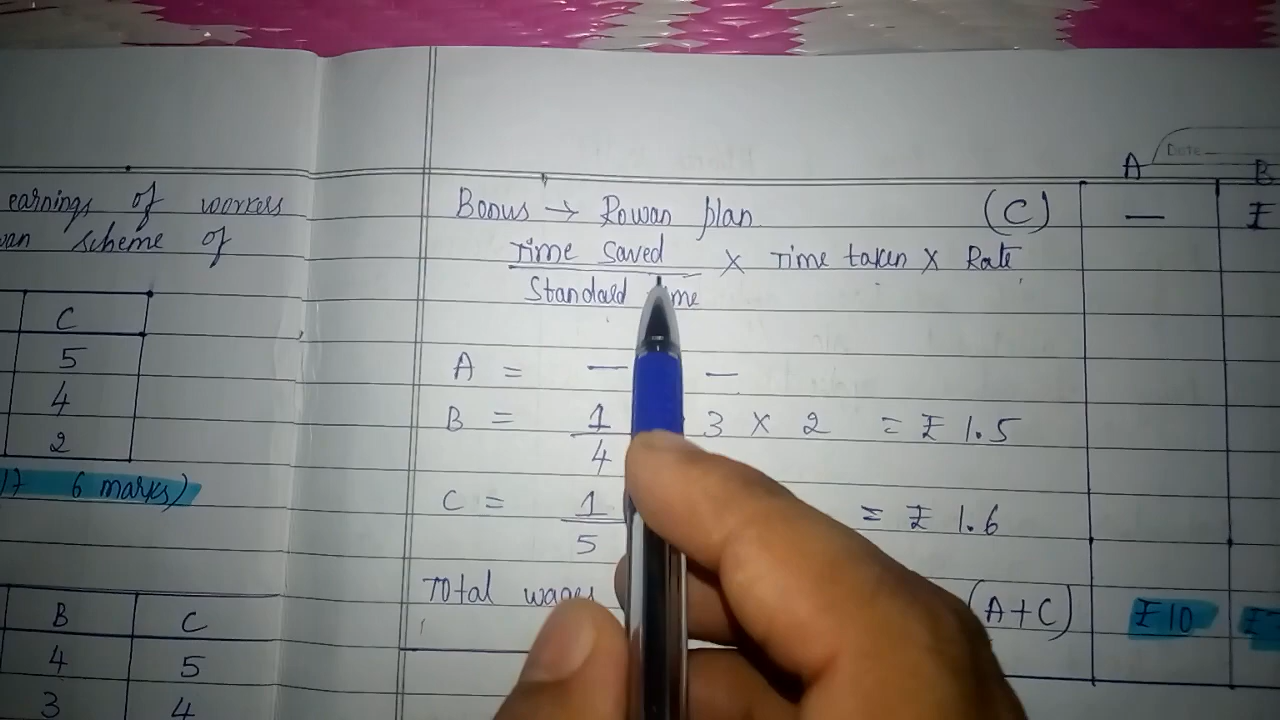 earnings of workers
scheme of
C
5
4
2
6 marks)
B C
4 5
3 4
A B
DATE
Bonus → Rowan plan (C) — ₹
Time Saved × Time taken × Rate
Standard
A = — —
B = 1/4 3 × 2 = ₹ 1.5
C = 1/5 = ₹ 1.6
Total wages (A+C) ₹10